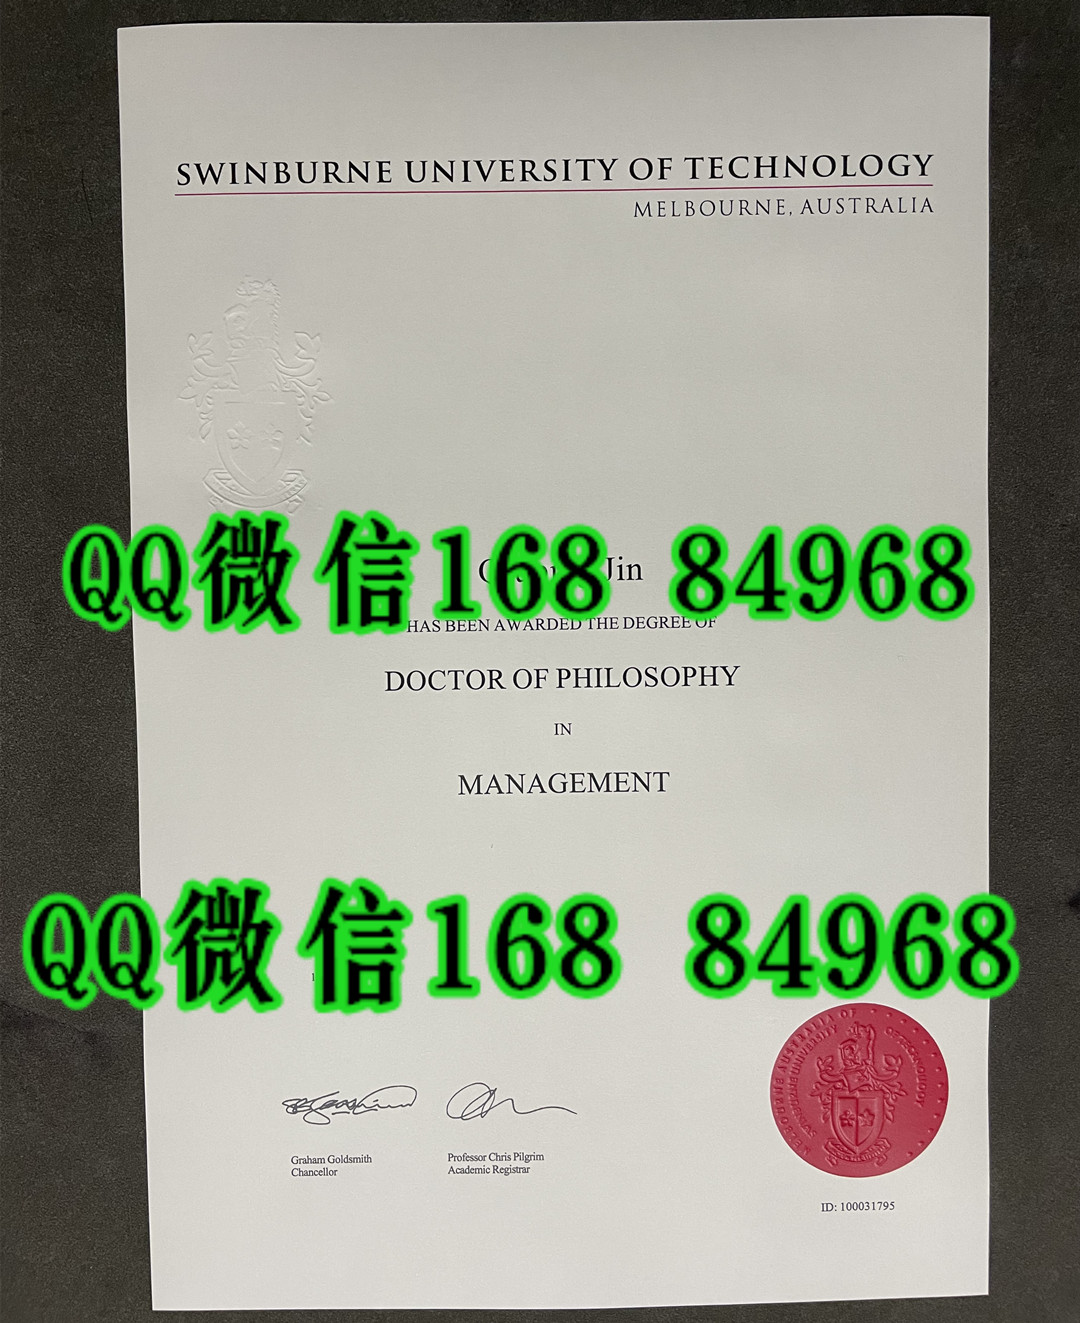 SWINBURNE UNIVERSITY OF TECHNOLOGY
MELBOURNE, AUSTRALIA
Jin
QQ微信168 84968
HAS BEEN AWARDED THE DEGREE OF
DOCTOR OF PHILOSOPHY
IN
MANAGEMENT
QQ微信168 84968
Graham Goldsmith
Chancellor
Professor Chris Pilgrim
Academic Registrar
ID: 100031795